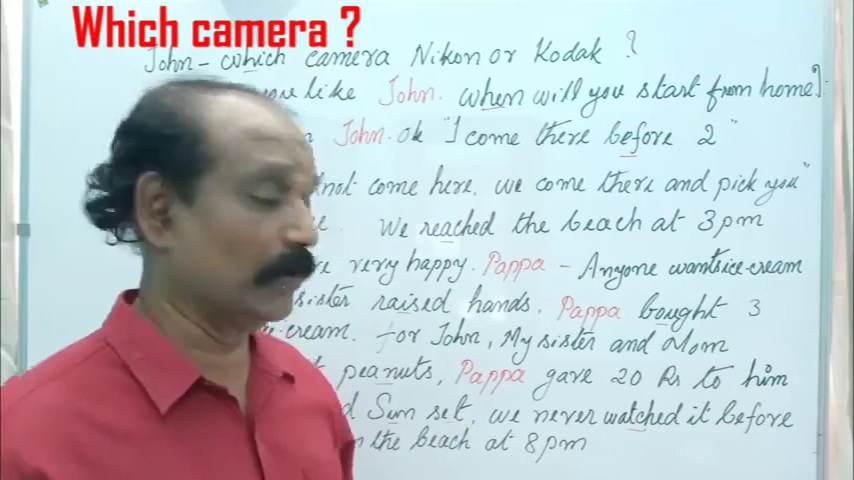 Which camera ?
John - which camera Nikon or Kodak ?
like John. when will you start from home?
John. ok "I come there before 2"
not come here. we come there and pick you"
We reached the beach at 3pm
very happy. Pappa - Anyone wants ice-cream
sister raised hands. Pappa bought 3
cream. for John, My sister and Mom
peanuts, Pappa gave 20 Rs to him
Sun set, we never watched it before
the beach at 8pm